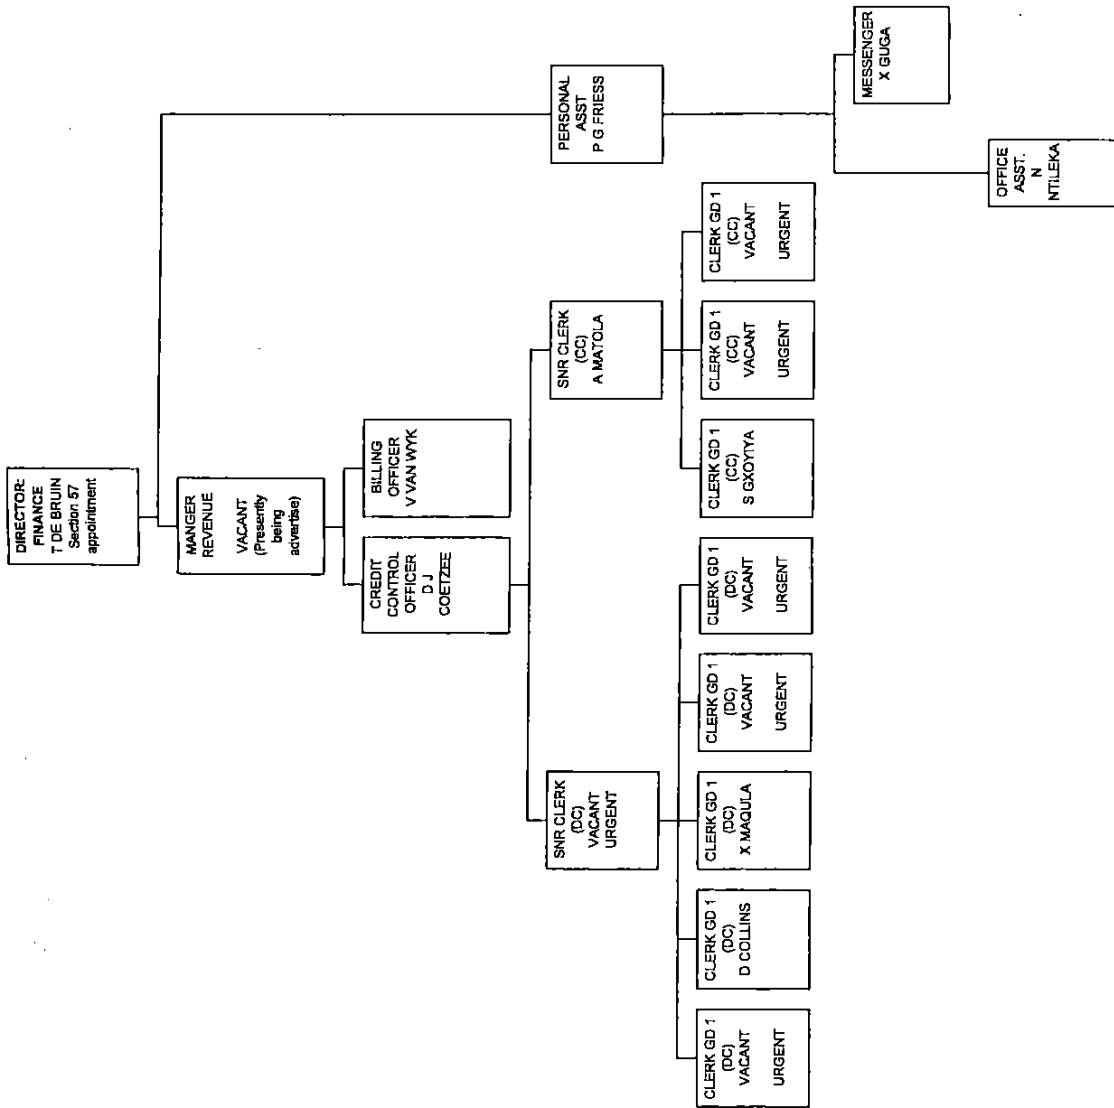 DIRECTOR:
FINANCE
T DE BRUIN
Section 57
appointment
MANGER
REVENUE
VACANT
(Presently
being
advertise)
CREDIT
CONTROL
OFFICER
D J
COETZEE
BILLING
OFFICER
V VAN WYK
SNR CLERK
(DC)
VACANT
URGENT
SNR CLERK
(CC)
A MATOLA
PERSONAL
ASST
P G FRIESS
CLERK GD 1
(DC)
VACANT
URGENT
CLERK GD 1
(DC)
D COLLINS
CLERK GD 1
(DC)
X MAQULA
CLERK GD 1
(DC)
VACANT
URGENT
CLERK GD 1
(DC)
VACANT
URGENT
CLERK GD 1
(CC)
S GXOYIYA
CLERK GD 1
(CC)
VACANT
URGENT
CLERK GD 1
(CC)
VACANT
URGENT
OFFICE
ASST.
N
NTILEKA
MESSENGER
X GUGA